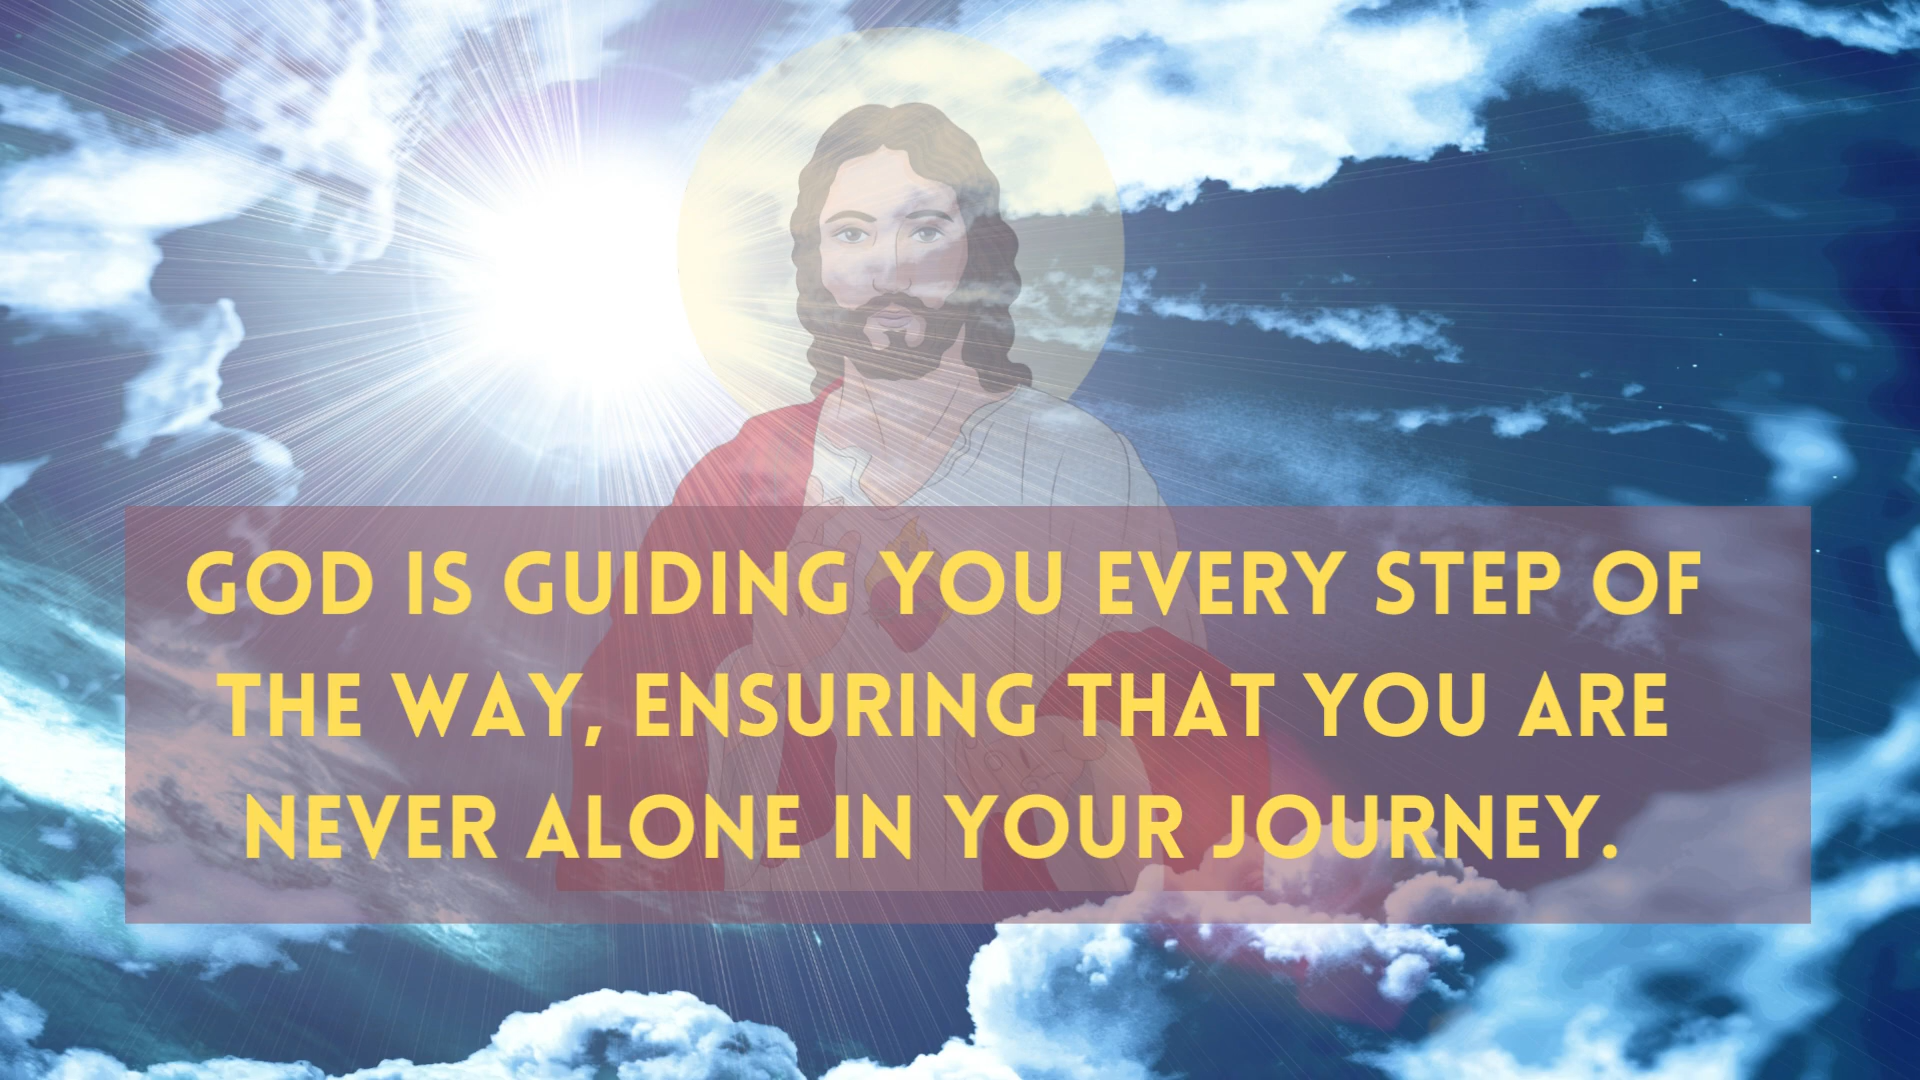 GOD IS GUIDING YOU EVERY STEP OF
THE WAY, ENSURING THAT YOU ARE
NEVER ALONE IN YOUR JOURNEY.